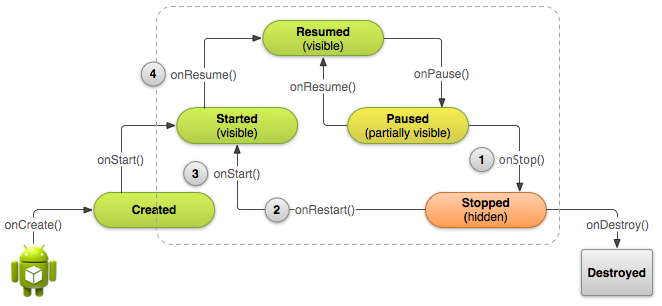 Resumed
(visible)
4
onResume()
onResume()
onPause()
Started
(visible)
Paused
(partially visible)
onStart()
3
onStart()
1
onStop()
Created
2
onRestart()
Stopped
(hidden)
onCreate()
onDestroy()
Destroyed